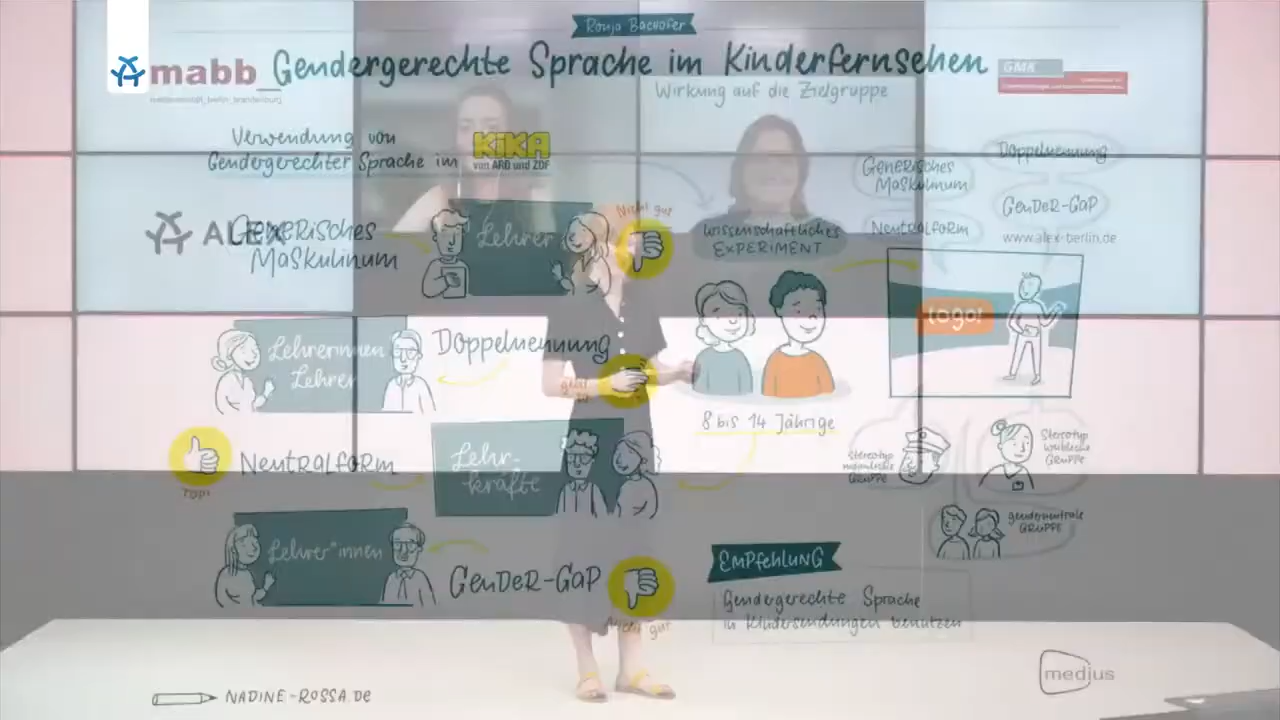 Ronja Bachofer
mabb_
Gendergerechte Sprache im Kinderfernsehen
GMK
medienanstalt_berlin_brandenburg
Wirkung auf die Zielgruppe
Verwendung von
Gendergerechter Sprache im
KiKA
von ARD und ZDF
Doppelnennung
Generisches
Maskulinum
Gender-Gap
Neutralform
www.alex-berlin.de
ALEX
Generisches
Maskulinum
Lehrer
Nicht gut
wissenschaftliches
Experiment
logo!
Lehrerinnen
Lehrer
Doppelnennung
8 bis 14 Jährige
Top!
Neutralform
Lehr-
kräfte
Stereotyp
männliche
Gruppe
Stereotyp
weibliche
Gruppe
genderneutrale
Gruppe
Lehrer*innen
Gender-Gap
Nicht gut
Empfehlung
Gendergerechte Sprache
in Kindersendungen benutzen
NADINE-ROSSA.DE
medius